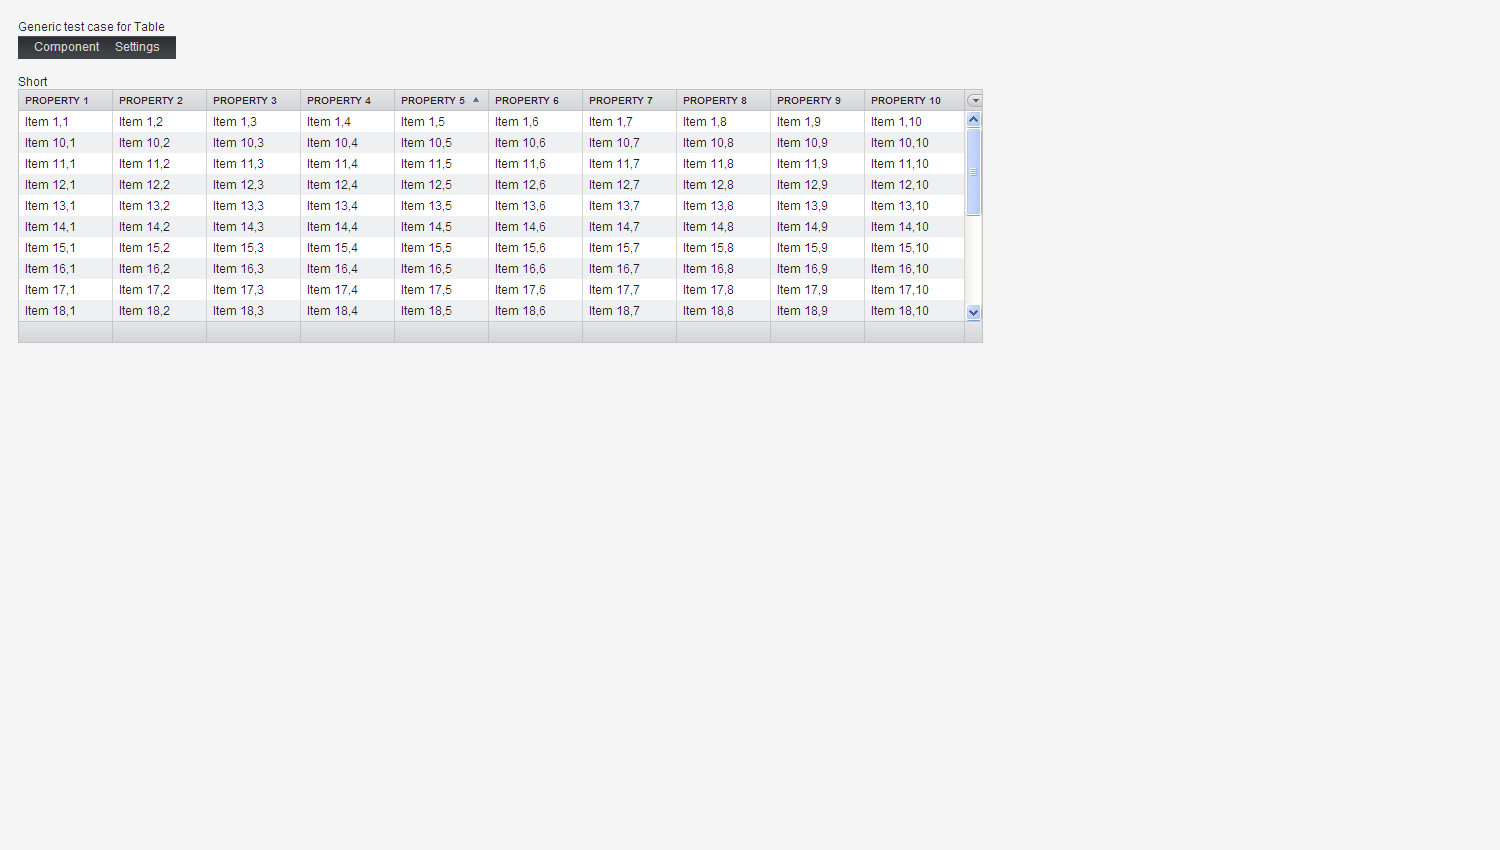 Generic test case for Table
Component Settings
Short
PROPERTY 1 PROPERTY 2 PROPERTY 3 PROPERTY 4 PROPERTY 5 PROPERTY 6 PROPERTY 7 PROPERTY 8 PROPERTY 9 PROPERTY 10
Item 1,1 Item 1,2 Item 1,3 Item 1,4 Item 1,5 Item 1,6 Item 1,7 Item 1,8 Item 1,9 Item 1,10
Item 10,1 Item 10,2 Item 10,3 Item 10,4 Item 10,5 Item 10,6 Item 10,7 Item 10,8 Item 10,9 Item 10,10
Item 11,1 Item 11,2 Item 11,3 Item 11,4 Item 11,5 Item 11,6 Item 11,7 Item 11,8 Item 11,9 Item 11,10
Item 12,1 Item 12,2 Item 12,3 Item 12,4 Item 12,5 Item 12,6 Item 12,7 Item 12,8 Item 12,9 Item 12,10
Item 13,1 Item 13,2 Item 13,3 Item 13,4 Item 13,5 Item 13,6 Item 13,7 Item 13,8 Item 13,9 Item 13,10
Item 14,1 Item 14,2 Item 14,3 Item 14,4 Item 14,5 Item 14,6 Item 14,7 Item 14,8 Item 14,9 Item 14,10
Item 15,1 Item 15,2 Item 15,3 Item 15,4 Item 15,5 Item 15,6 Item 15,7 Item 15,8 Item 15,9 Item 15,10
Item 16,1 Item 16,2 Item 16,3 Item 16,4 Item 16,5 Item 16,6 Item 16,7 Item 16,8 Item 16,9 Item 16,10
Item 17,1 Item 17,2 Item 17,3 Item 17,4 Item 17,5 Item 17,6 Item 17,7 Item 17,8 Item 17,9 Item 17,10
Item 18,1 Item 18,2 Item 18,3 Item 18,4 Item 18,5 Item 18,6 Item 18,7 Item 18,8 Item 18,9 Item 18,10